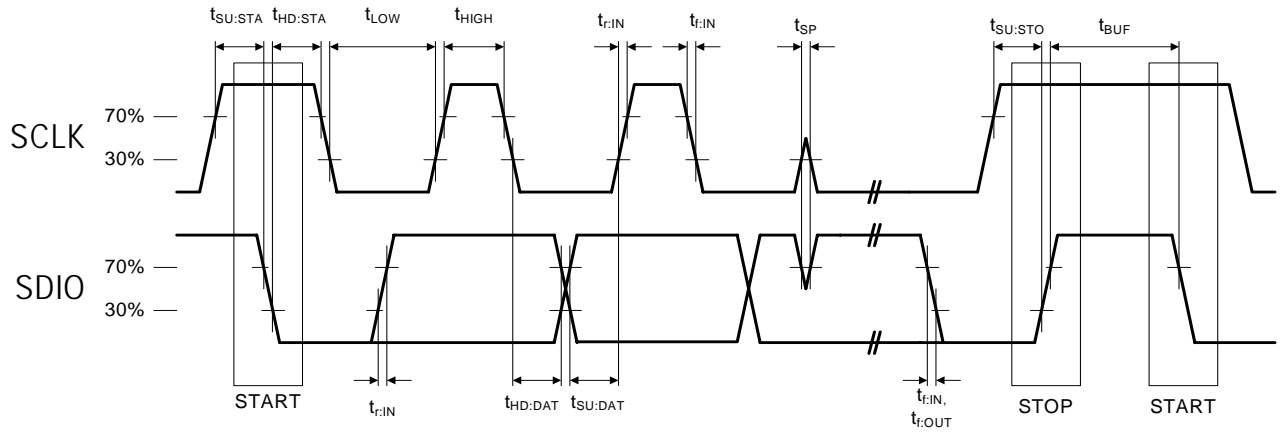 tSU:STA tHD:STA tLOW tHIGH tr:IN tf:IN tSP tSU:STO tBUF
SCLK
70%
30%
SDIO
70%
30%
START
tr:IN
tHD:DAT tSU:DAT
tf:IN,
tf:OUT
STOP
START